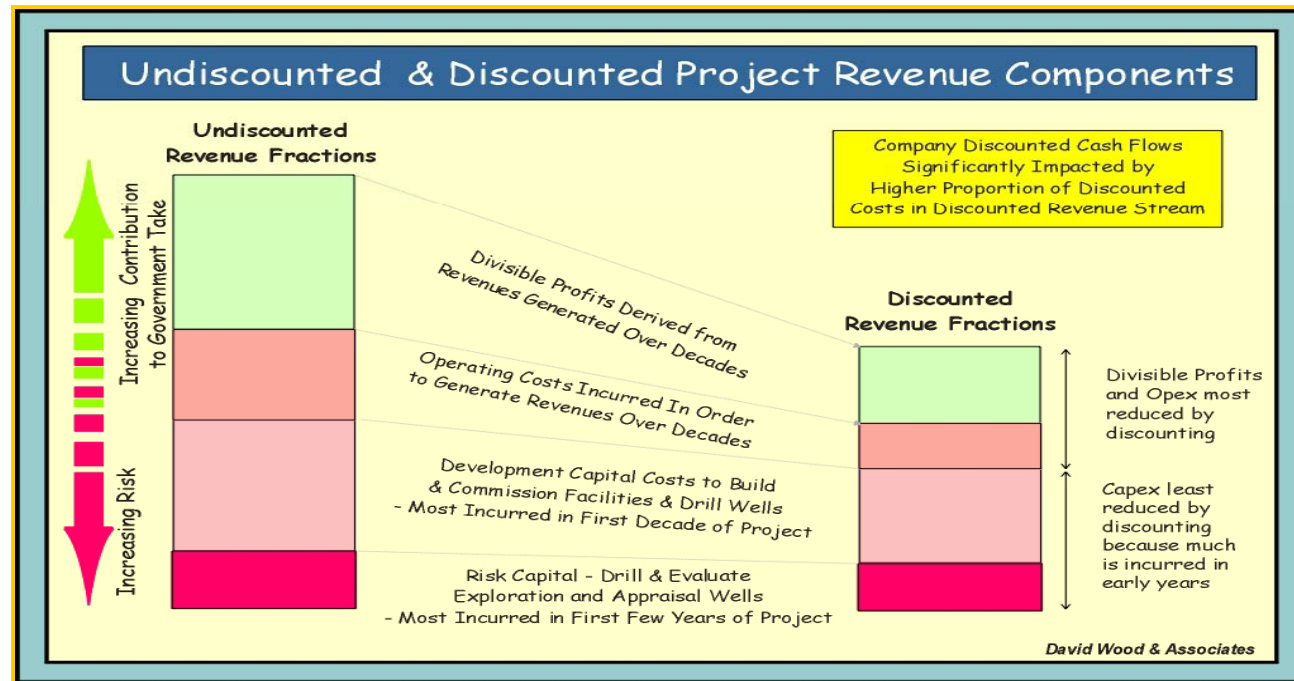 Undiscounted & Discounted Project Revenue Components
Undiscounted
Revenue Fractions
Increasing Contribution
to Government Take
Increasing Risk
Company Discounted Cash Flows
Significantly Impacted by
Higher Proportion of Discounted
Costs in Discounted Revenue Stream
Divisible Profits Derived from
Revenues Generated Over Decades
Operating Costs Incurred In Order
to Generate Revenues Over Decades
Development Capital Costs to Build
& Commission Facilities & Drill Wells
- Most Incurred in First Decade of Project
Risk Capital - Drill & Evaluate
Exploration and Appraisal Wells
- Most Incurred in First Few Years of Project
Discounted
Revenue Fractions
Divisible Profits
and Opex most
reduced by
discounting
Capex least
reduced by
discounting
because much
is incurred in
early years
David Wood & Associates